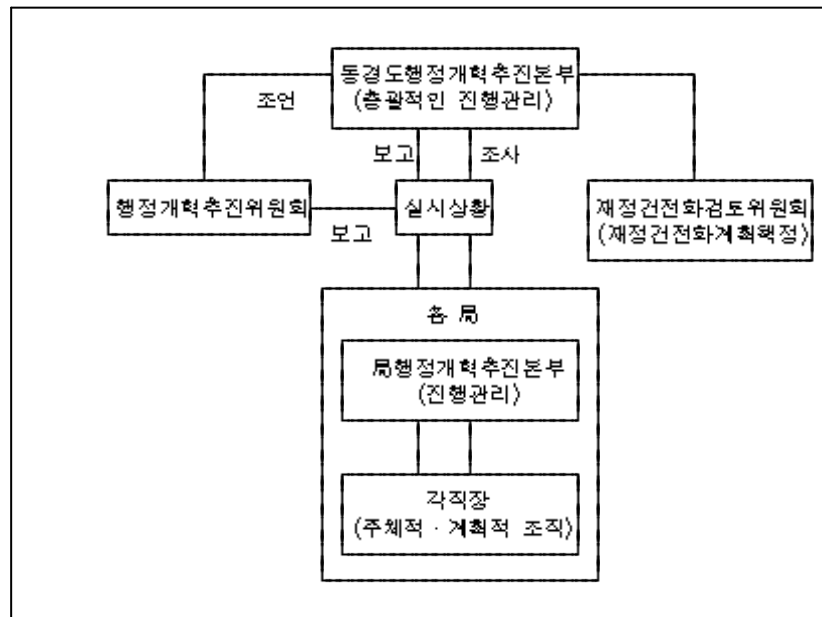 동경도행정개혁추진본부
(총괄적인 진행관리)
조언
보고
조사
행정개혁추진위원회
실시상황
재정건전화검토위원회
(재정건전화계획책정)
보고
各 局
局행정개혁추진본부
(진행관리)
각직장
(주체적 · 계획적 조직)